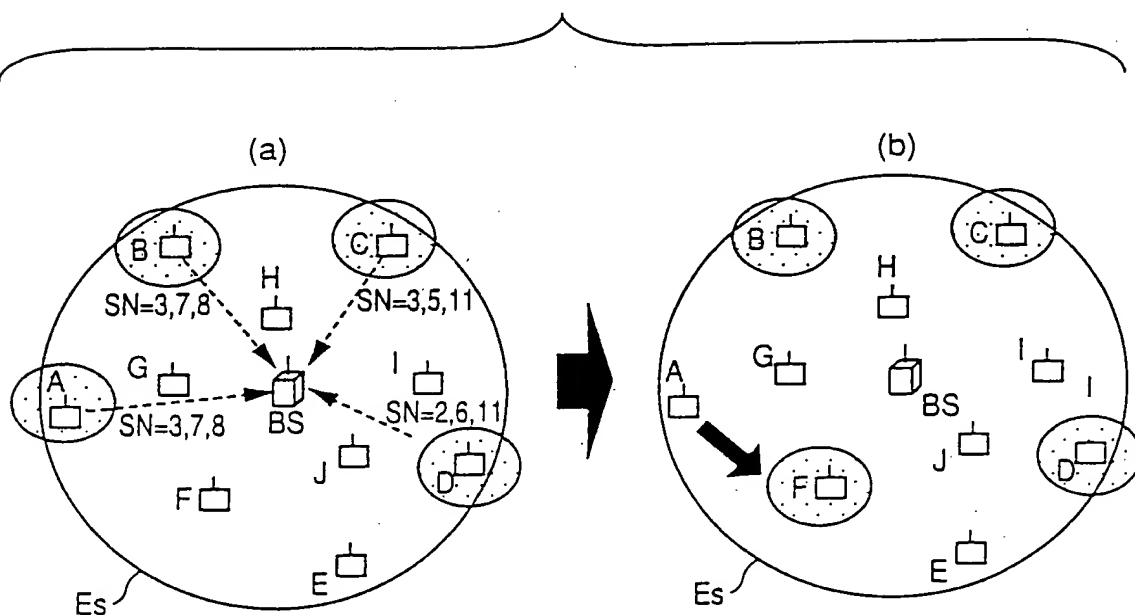 (a)
B
C
H
SN=3,7,8
SN=3,5,11
G
I
A
BS
SN=2,6,11
SN=3,7,8
J
D
F
E
Es
(b)
B
C
H
G
I
A
BS
I
J
D
F
E
Es